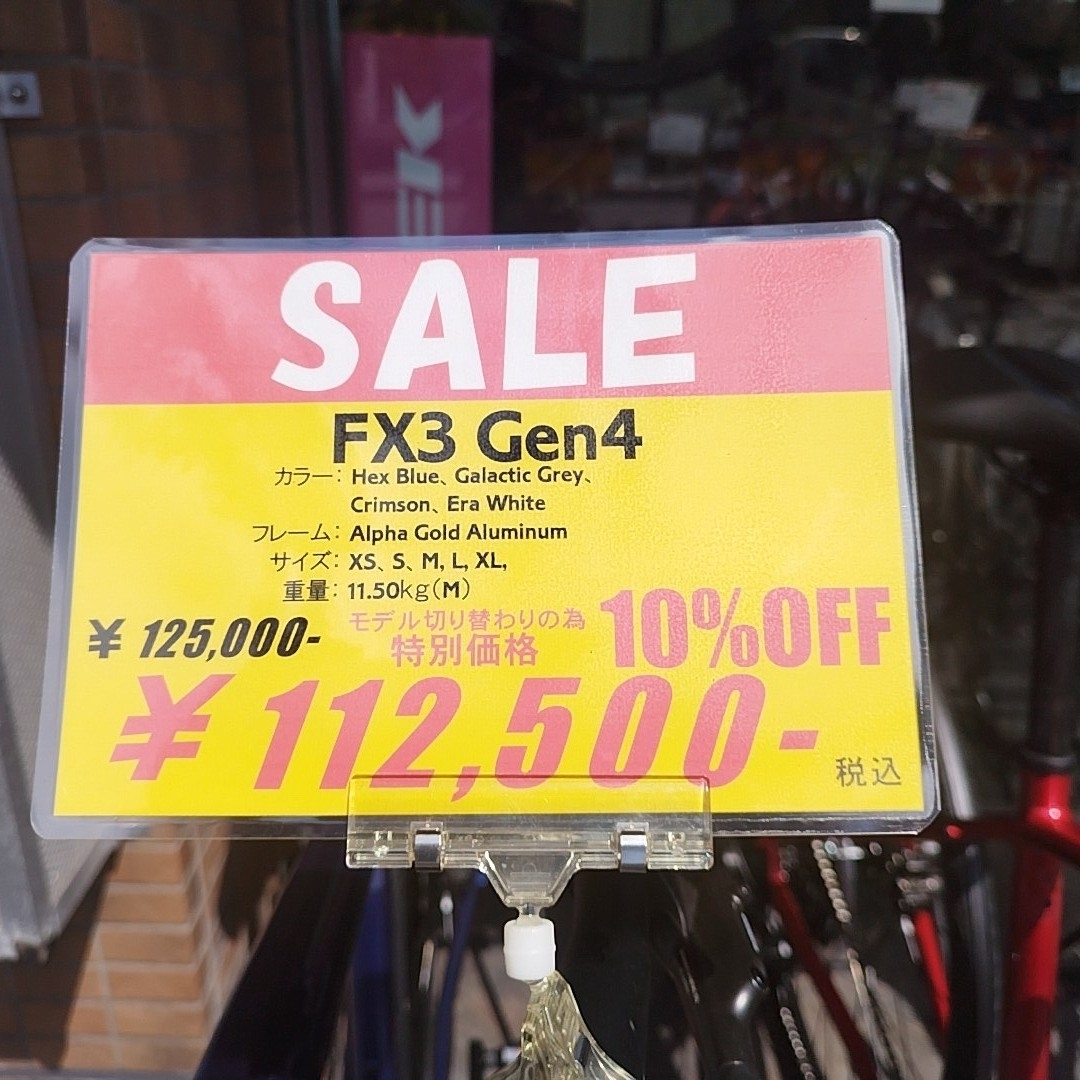 EK
SALE
FX3 Gen4
カラー: Hex Blue、Galactic Grey、
Crimson、Era White
フレーム: Alpha Gold Aluminum
サイズ: XS、S、M, L, XL,
重量: 11.50kg(M)
¥ 125,000-
モデル切り替わりの為
特別価格
10%OFF
¥ 112,500-
税込